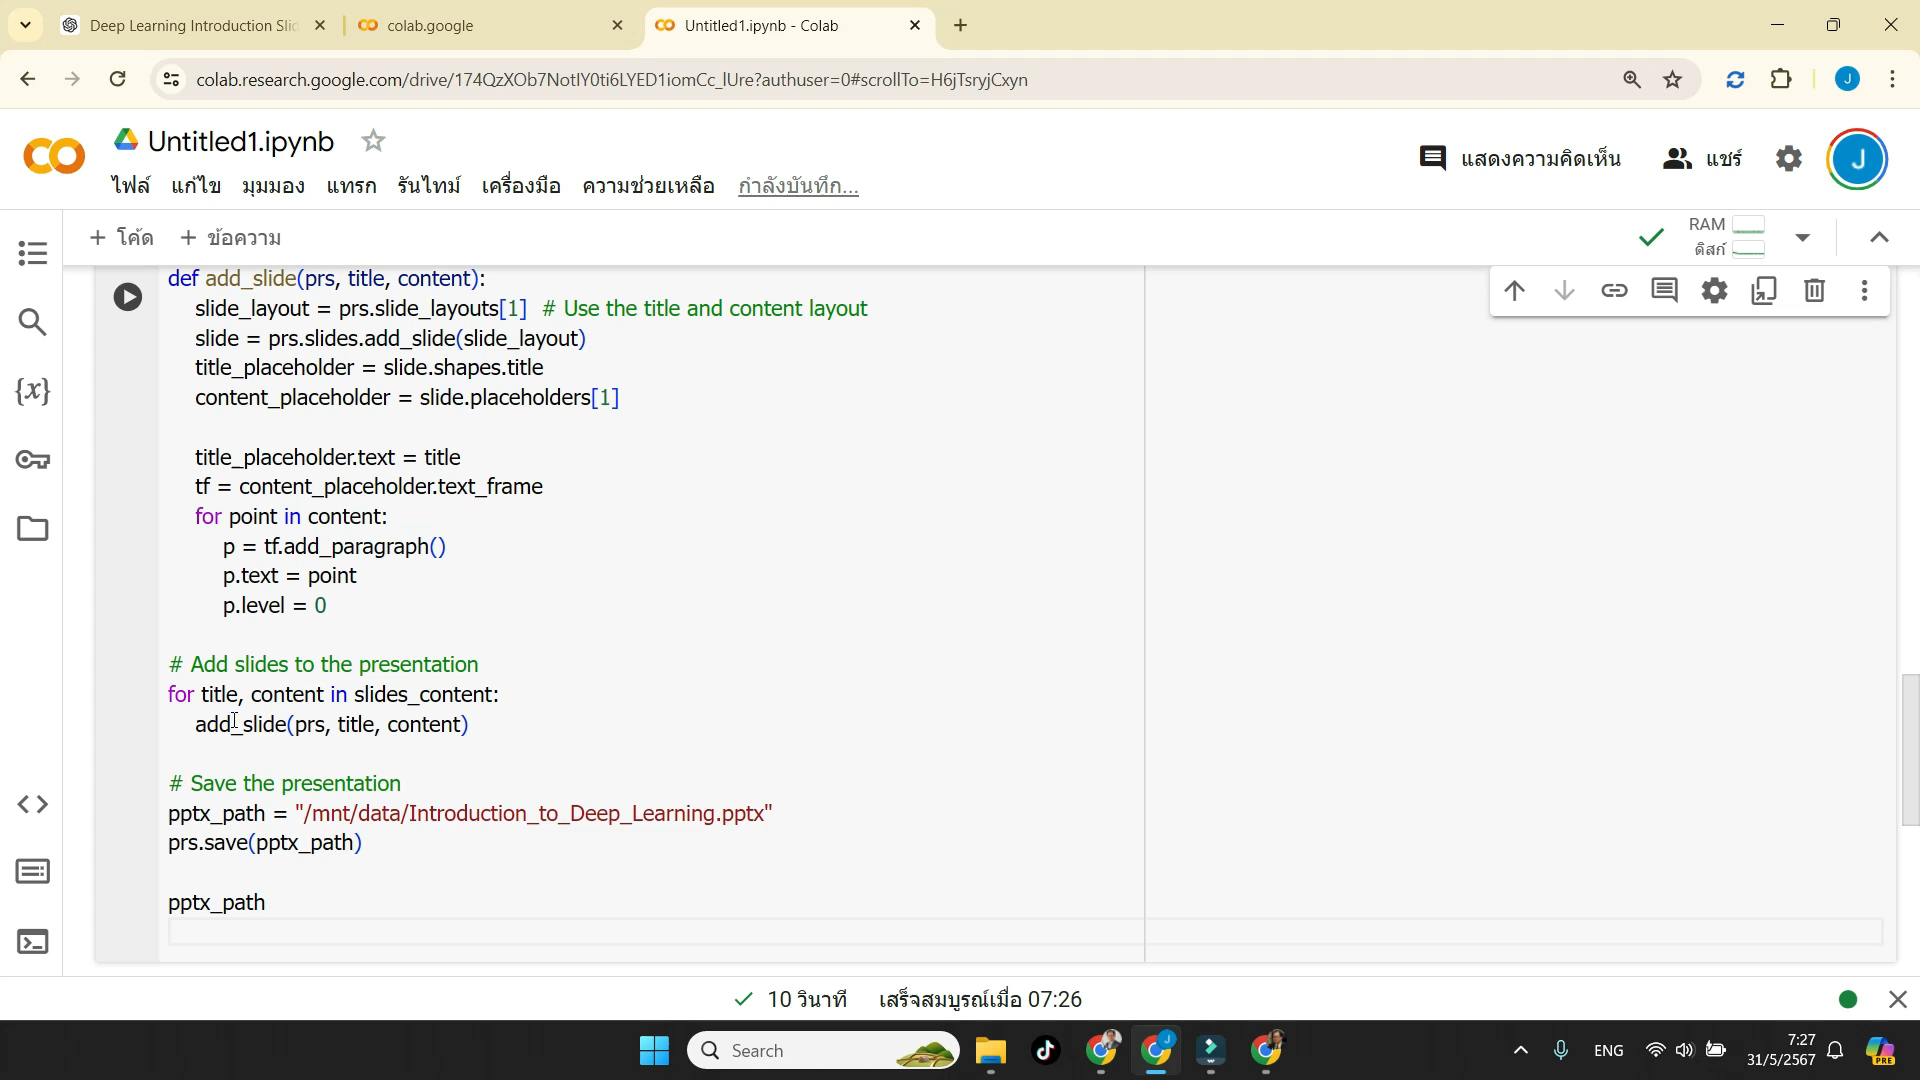 Deep Learning Introduction Slid
colab.google
Untitled1.ipynb - Colab
colab.research.google.com/drive/174QzXOb7NotIY0ti6LYED1iomCc_lUre?authuser=0#scrollTo=H6jTsryjCxyn
J
Untitled1.ipynb
แสดงความคิดเห็น
แชร์
J
ไฟล์ แก้ไข มุมมอง แทรก รันไทม์ เครื่องมือ ความช่วยเหลือ กำลังบันทึก...
+ โค้ด + ข้อความ
RAM
ดิสก์
def add_slide(prs, title, content):
slide_layout = prs.slide_layouts[1] # Use the title and content layout
slide = prs.slides.add_slide(slide_layout)
title_placeholder = slide.shapes.title
content_placeholder = slide.placeholders[1]
title_placeholder.text = title
tf = content_placeholder.text_frame
for point in content:
p = tf.add_paragraph()
p.text = point
p.level = 0
# Add slides to the presentation
for title, content in slides_content:
add_slide(prs, title, content)
# Save the presentation
pptx_path = "/mnt/data/Introduction_to_Deep_Learning.pptx"
prs.save(pptx_path)
pptx_path
10 วินาที เสร็จสมบูรณ์เมื่อ 07:26
Search
J
ENG
7:27
31/5/2567
PRE